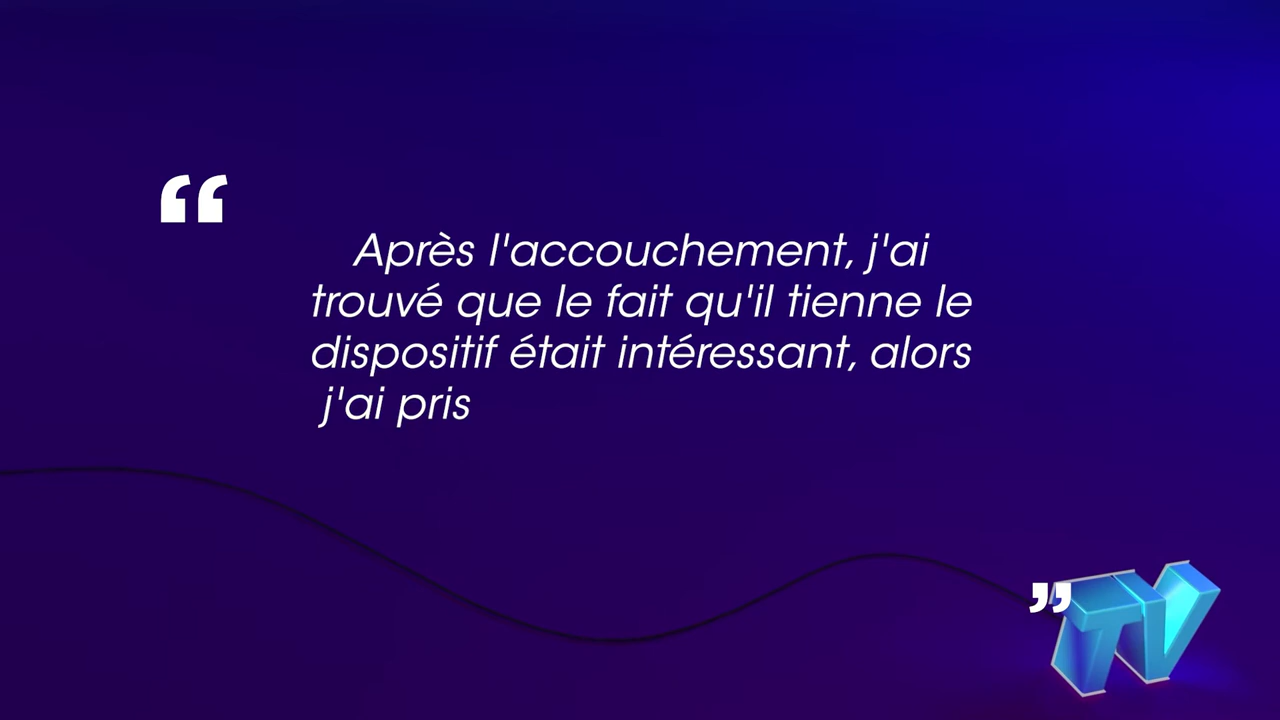 “
Après l'accouchement, j'ai
trouvé que le fait qu'il tienne le
dispositif était intéressant, alors
j'ai pris
”
TV